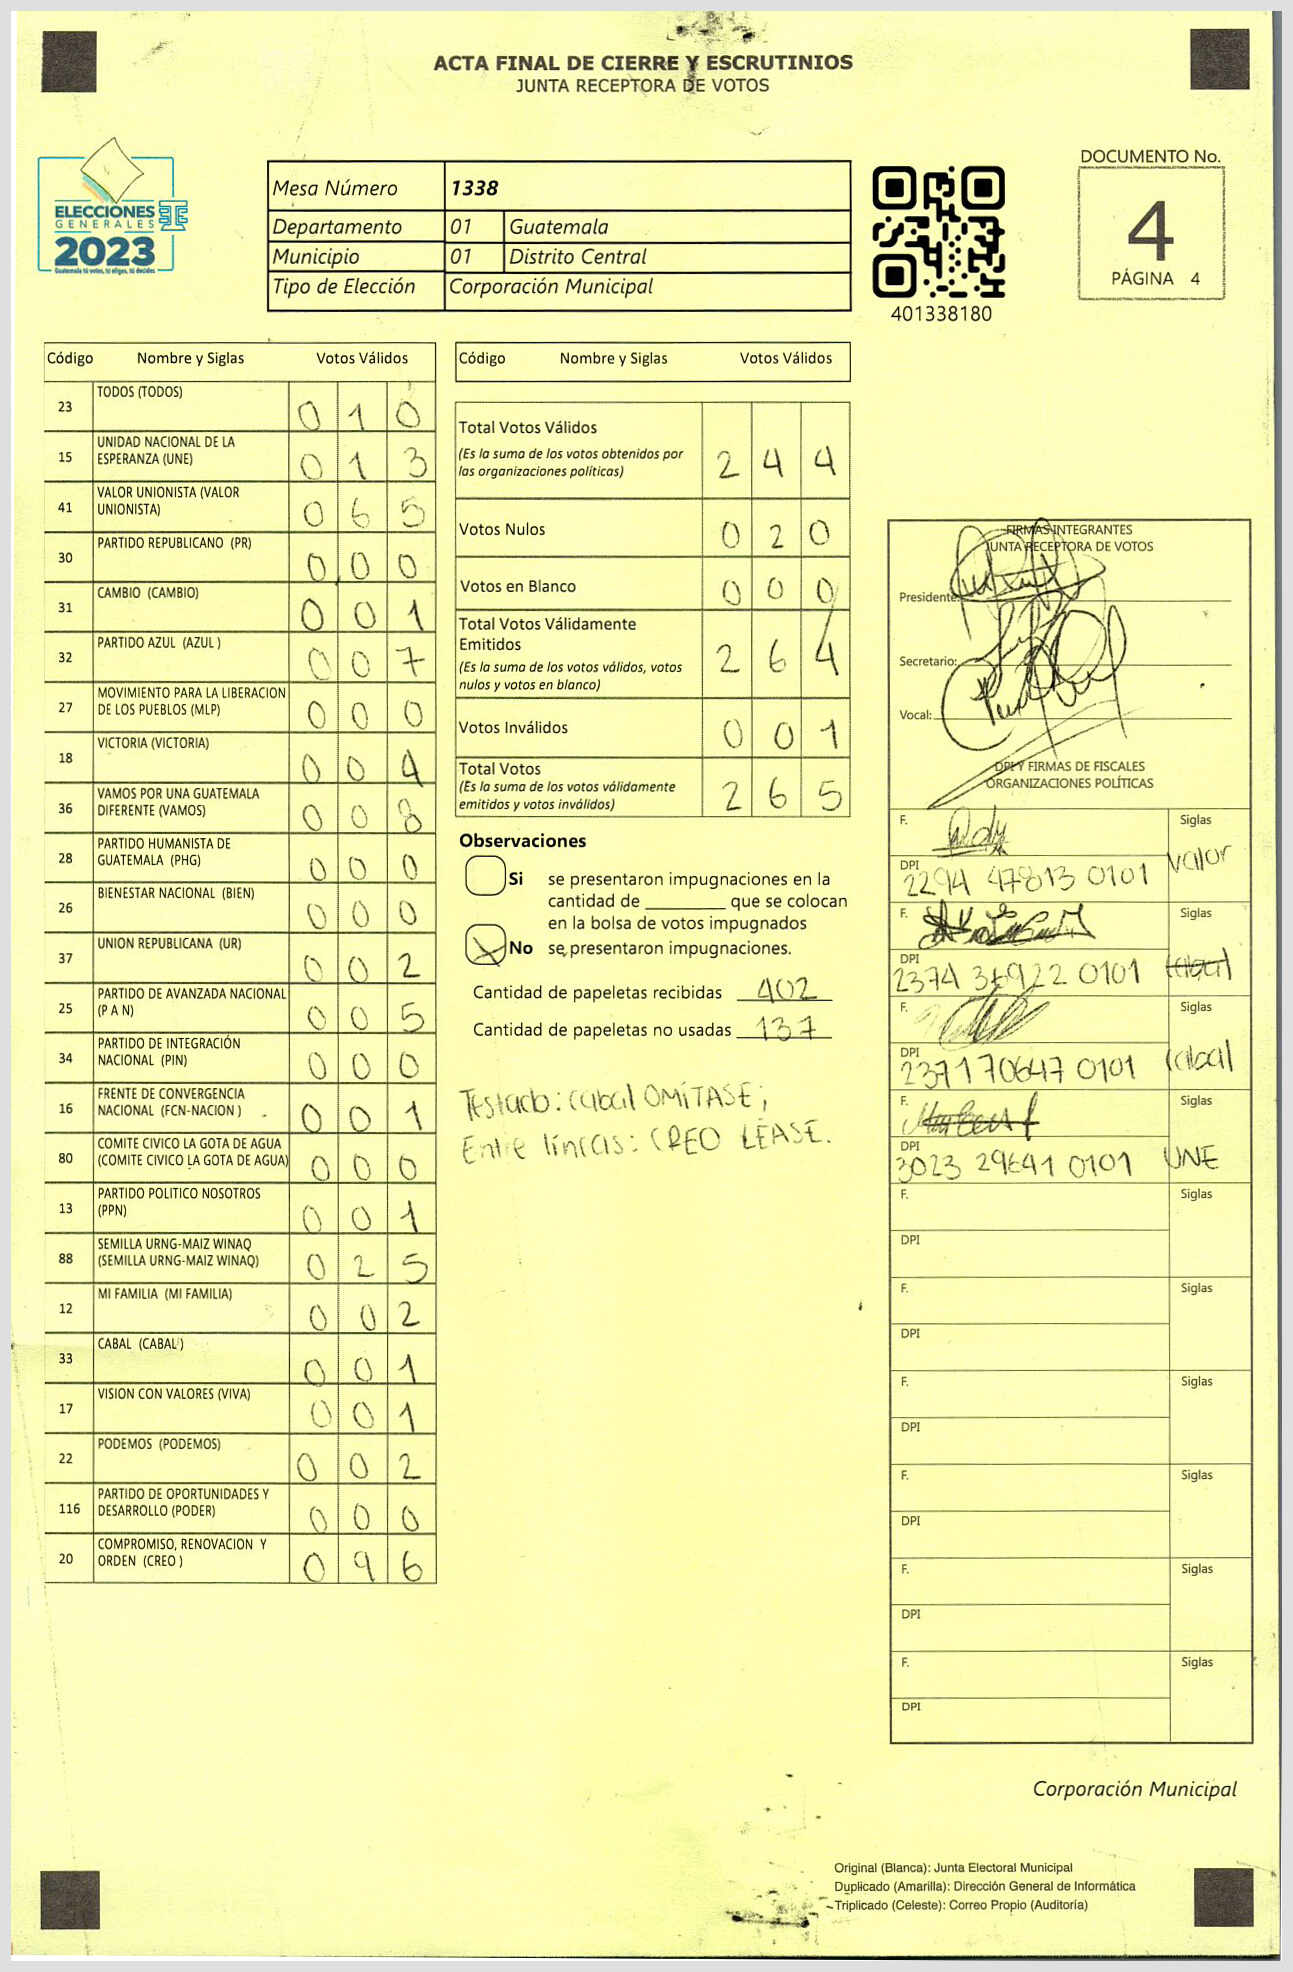 ACTA FINAL DE CIERRE Y ESCRUTINIOS
JUNTA RECEPTORA DE VOTOS
ELECCIONES
GENERALES
2023
Guatemala tú votas, tú eliges, tú decides
Mesa Número 1338
Departamento 01 Guatemala
Municipio 01 Distrito Central
Tipo de Elección Corporación Municipal
401338180
DOCUMENTO No.
4
PÁGINA 4
Código Nombre y Siglas Votos Válidos
23 TODOS (TODOS) 0 1 0
15 UNIDAD NACIONAL DE LA ESPERANZA (UNE) 0 1 3
41 VALOR UNIONISTA (VALOR UNIONISTA) 0 6 5
30 PARTIDO REPUBLICANO (PR) 0 0 0
31 CAMBIO (CAMBIO) 0 0 1
32 PARTIDO AZUL (AZUL ) 0 0 7
27 MOVIMIENTO PARA LA LIBERACION DE LOS PUEBLOS (MLP) 0 0 0
18 VICTORIA (VICTORIA) 0 0 4
36 VAMOS POR UNA GUATEMALA DIFERENTE (VAMOS) 0 0 8
28 PARTIDO HUMANISTA DE GUATEMALA (PHG) 0 0 0
26 BIENESTAR NACIONAL (BIEN) 0 0 0
37 UNION REPUBLICANA (UR) 0 0 2
25 PARTIDO DE AVANZADA NACIONAL (P A N) 0 0 5
34 PARTIDO DE INTEGRACIÓN NACIONAL (PIN) 0 0 0
16 FRENTE DE CONVERGENCIA NACIONAL (FCN-NACION ) 0 0 1
80 COMITE CIVICO LA GOTA DE AGUA (COMITE CIVICO LA GOTA DE AGUA) 0 0 0
13 PARTIDO POLITICO NOSOTROS (PPN) 0 0 1
88 SEMILLA URNG-MAIZ WINAQ (SEMILLA URNG-MAIZ WINAQ) 0 2 5
12 MI FAMILIA (MI FAMILIA) 0 0 2
33 CABAL (CABAL ) 0 0 1
17 VISION CON VALORES (VIVA) 0 0 1
22 PODEMOS (PODEMOS) 0 0 2
116 PARTIDO DE OPORTUNIDADES Y DESARROLLO (PODER) 0 0 0
20 COMPROMISO, RENOVACION Y ORDEN (CREO ) 0 9 6
Código Nombre y Siglas Votos Válidos
Total Votos Válidos 2 4 4
(Es la suma de los votos obtenidos por
las organizaciones políticas)
Votos Nulos 0 2 0
Votos en Blanco 0 0 0
Total Votos Válidamente
Emitidos 2 6 4
(Es la suma de los votos válidos, votos
nulos y votos en blanco)
Votos Inválidos 0 0 1
Total Votos 2 6 5
(Es la suma de los votos válidamente
emitidos y votos inválidos)
Observaciones
Si se presentaron impugnaciones en la
cantidad de ________ que se colocan
en la bolsa de votos impugnados
No se presentaron impugnaciones.
Cantidad de papeletas recibidas 402
Cantidad de papeletas no usadas 137
Testado: Cabal OMÍTASE;
Entre líneas: CREO LÉASE.
FIRMAS INTEGRANTES
JUNTA RECEPTORA DE VOTOS
Presidente:
Secretario:
Vocal:
DPI Y FIRMAS DE FISCALES
ORGANIZACIONES POLÍTICAS
F. Siglas
DPI 2294 47813 0101 Valor
F. Siglas
DPI 0101 Cabal
F. Siglas
DPI 2371 70647 0101 Cabal
F. Siglas
DPI 3023 29641 0101 UNE
F. Siglas
DPI
F. Siglas
DPI
F. Siglas
DPI
F. Siglas
DPI
F. Siglas
DPI
F. Siglas
DPI
Corporación Municipal
Original (Blanca): Junta Electoral Municipal
Duplicado (Amarilla): Dirección General de Informática
Triplicado (Celeste): Correo Propio (Auditoría)